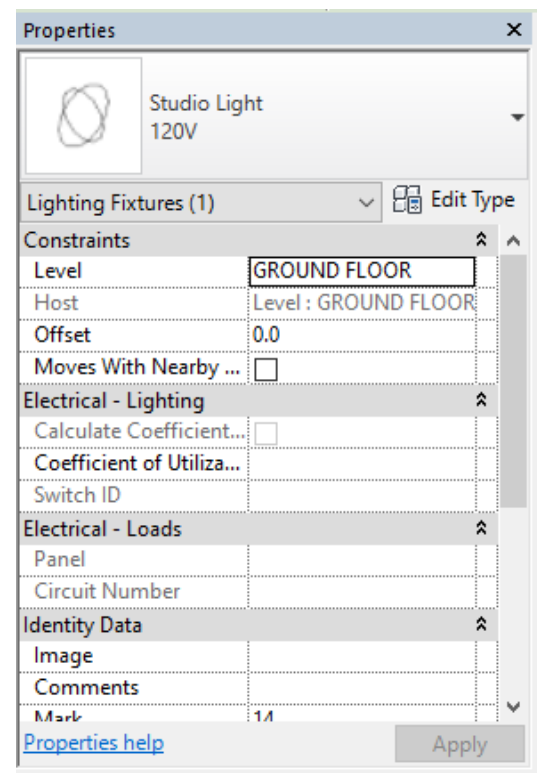 Properties
Studio Light
120V
Lighting Fixtures (1)
Edit Type
Constraints
Level GROUND FLOOR
Host Level : GROUND FLOOR
Offset 0.0
Moves With Nearby ...
Electrical - Lighting
Calculate Coefficient...
Coefficient of Utiliza...
Switch ID
Electrical - Loads
Panel
Circuit Number
Identity Data
Image
Comments
Mark 14
Properties help Apply